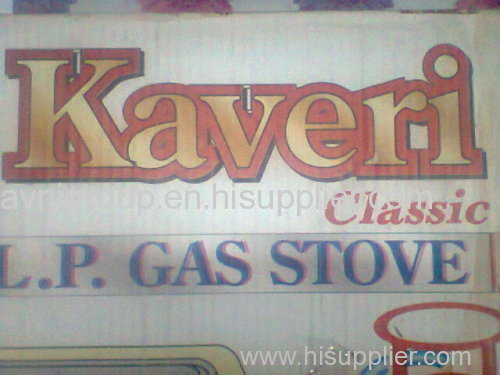 Kaveri
Classic
L.P. GAS STOVE
www.hisupplier.com